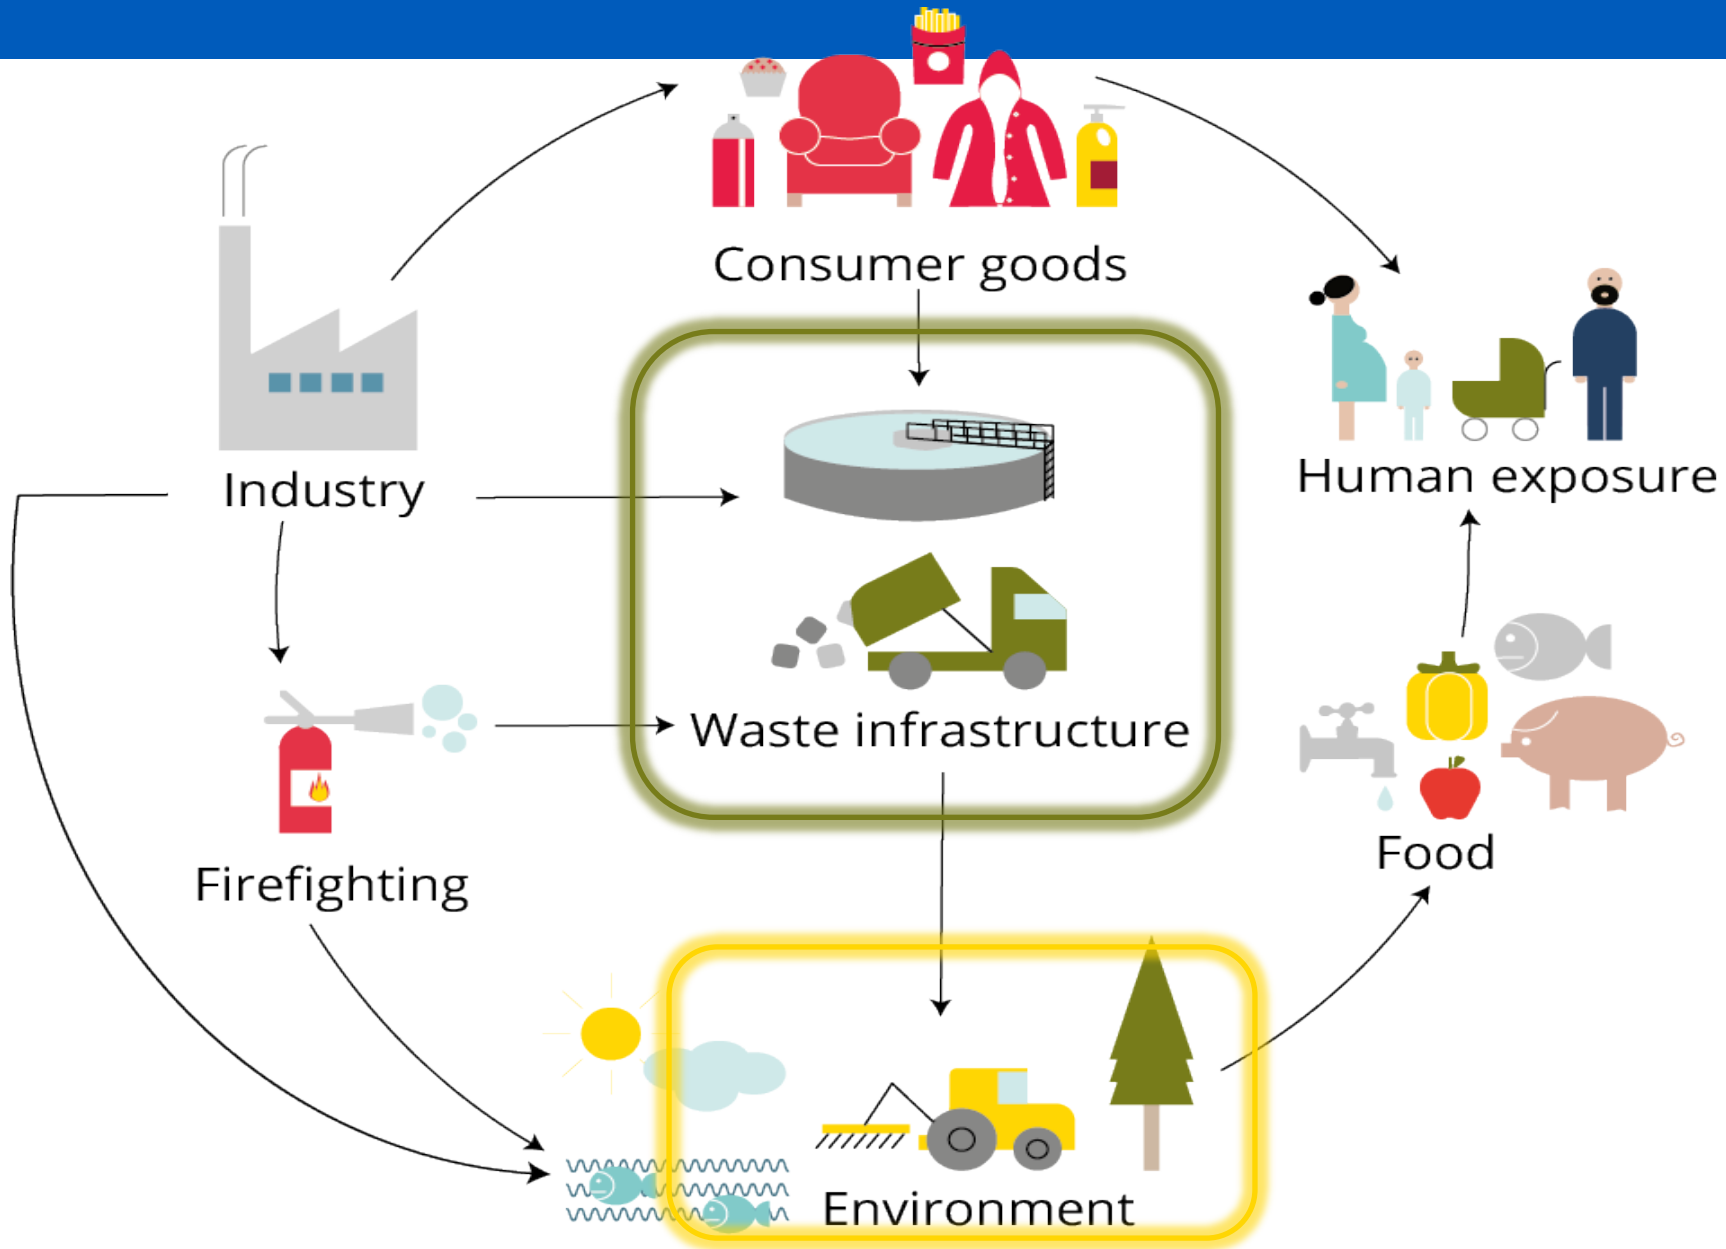 Consumer goods
Industry
Human exposure
Waste infrastructure
Food
Firefighting
Environment